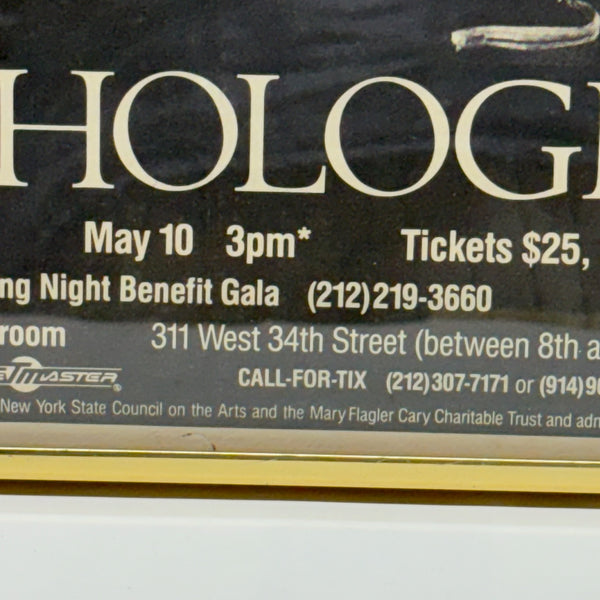 HOLOG
May 10 3pm* Tickets $25,
ng Night Benefit Gala (212)219-3660
room 311 West 34th Street (between 8th a
MASTER®
CALL-FOR-TIX (212)307-7171 or (914)9
New York State Council on the Arts and the Mary Flagler Cary Charitable Trust and adm